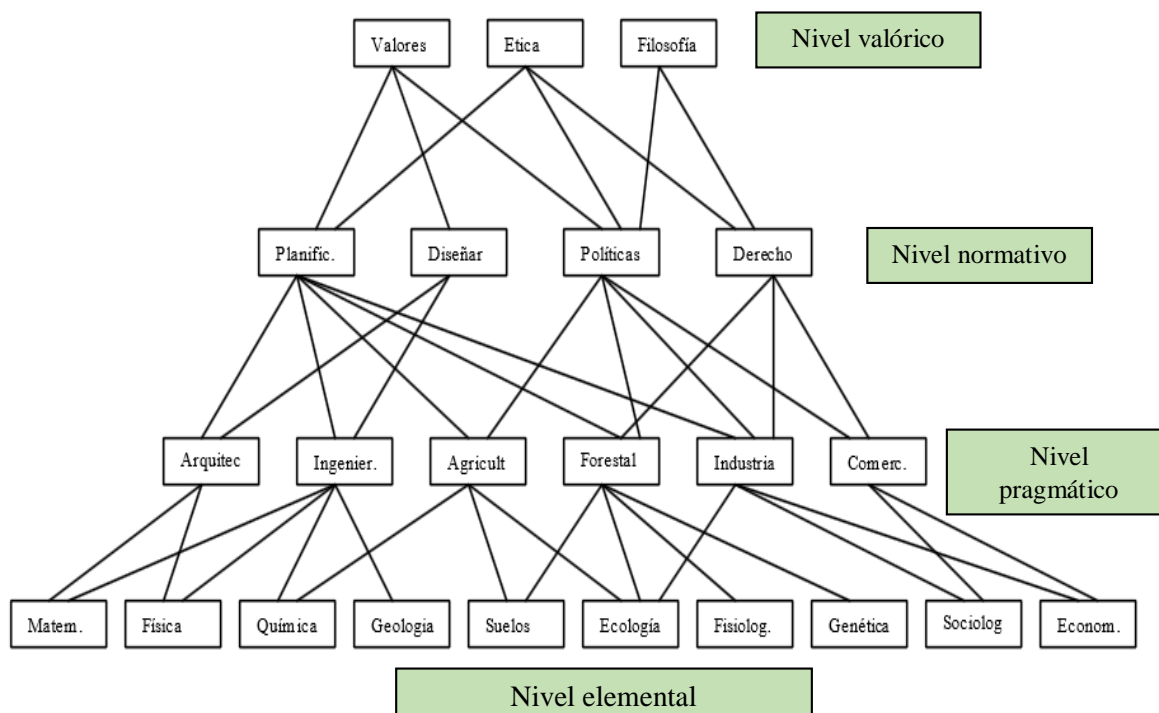 Valores
Etica
Filosofía
Nivel valórico
Planific.
Diseñar
Políticas
Derecho
Nivel normativo
Arquitec
Ingenier.
Agricult
Forestal
Industria
Comerc.
Nivel
pragmático
Matem.
Física
Química
Geologia
Suelos
Ecología
Fisiolog.
Genética
Sociolog
Econom.
Nivel elemental